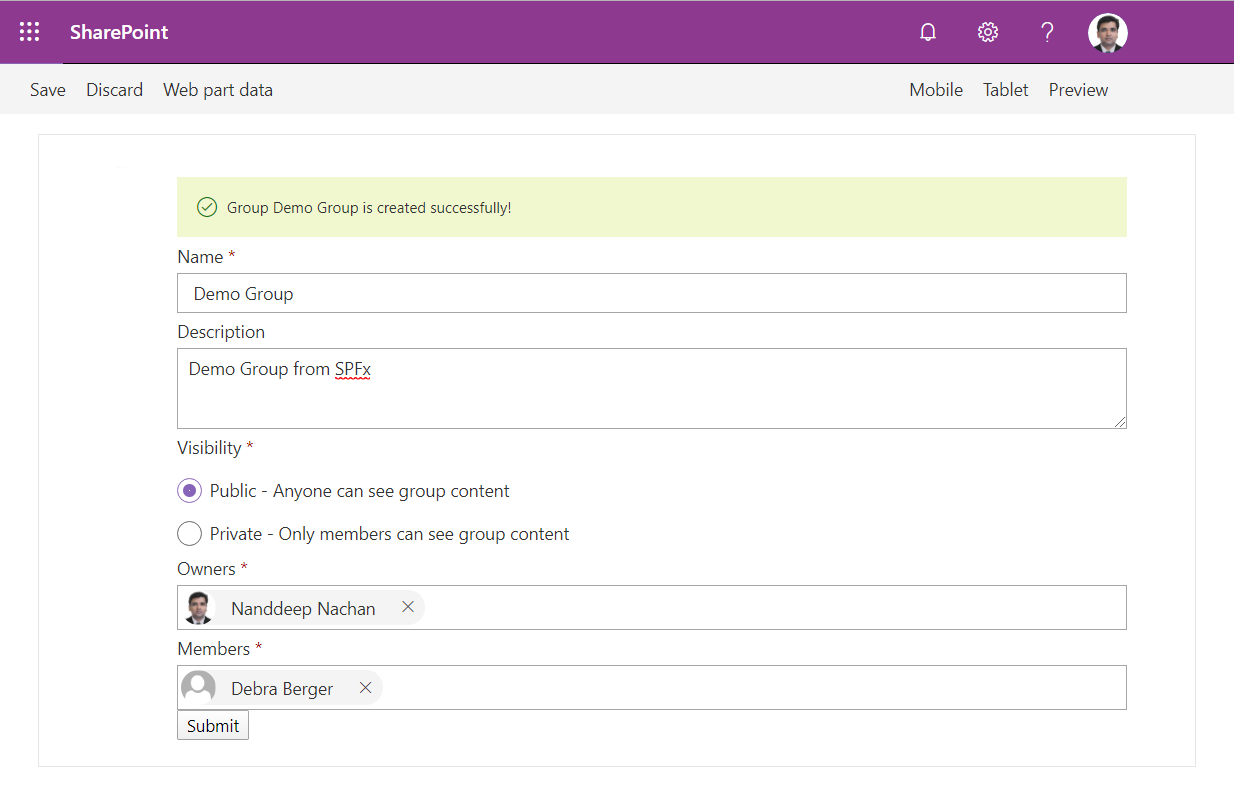 SharePoint
Save Discard Web part data Mobile Tablet Preview
Group Demo Group is created successfully!
Name *
Demo Group
Description
Demo Group from SPFx
Visibility *
Public - Anyone can see group content
Private - Only members can see group content
Owners *
Nanddeep Nachan
Members *
Debra Berger
Submit